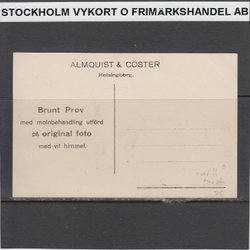 STOCKHOLM VYKORT O FRIMÄRKSHANDEL AB
ALMQUIST & CÖSTER
Helsingborg.
Brunt Prov
med molnbehandling utförd
på original foto
med vit himmel.